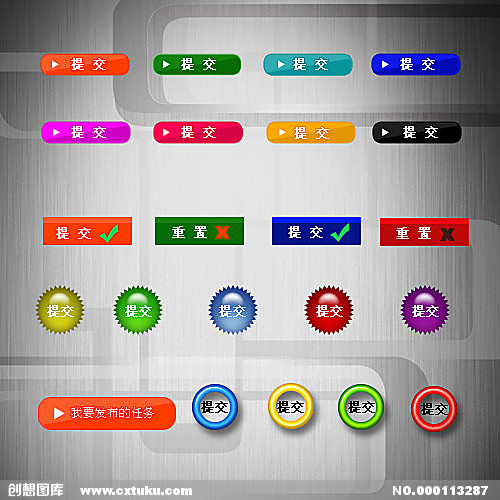 提 交 提 交 提 交 提 交
提 交 提 交 提 交 提 交
提 交 重 置 X 提 交 重 置 X
提交 提交 提交 提交 提交
我要发布的任务 提交 提交 提交 提交
创想图库 www.cxtuku.com NO.000113287